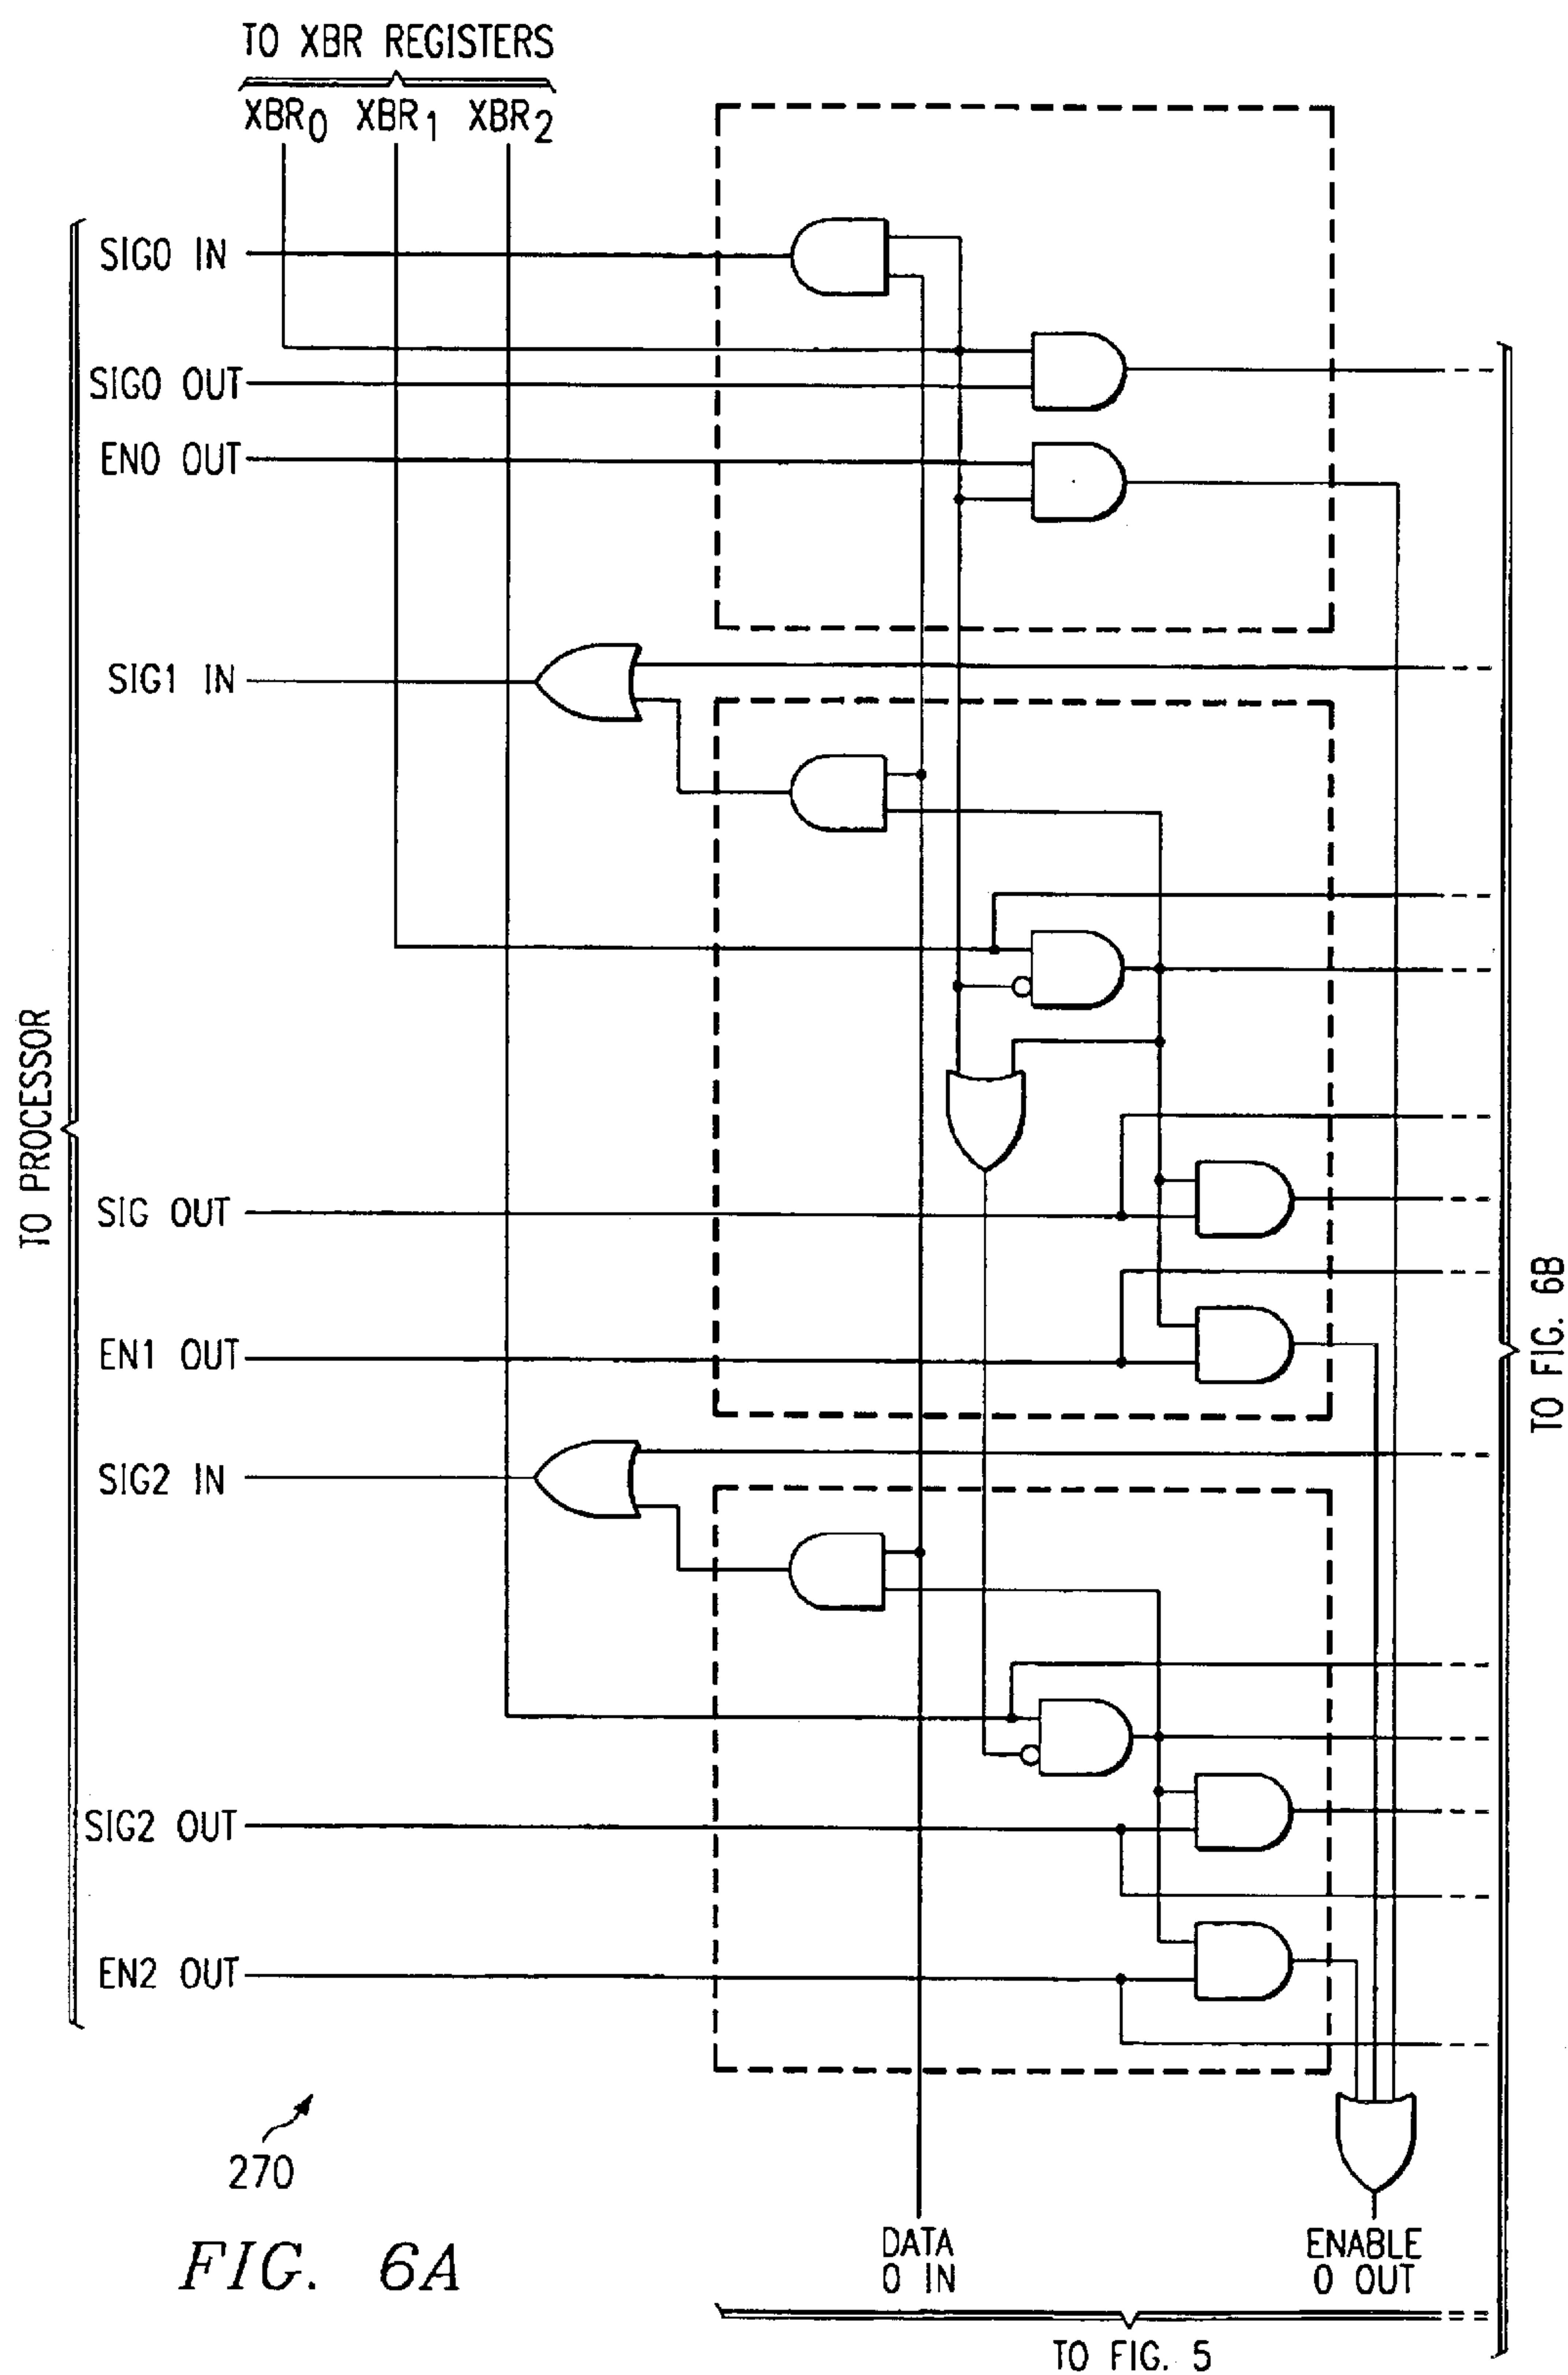 TO XBR REGISTERS
XBR0 XBR1 XBR2
SIG0 IN
SIG0 OUT
EN0 OUT
SIG1 IN
TO PROCESSOR
SIG OUT
EN1 OUT
TO FIG. 6B
SIG2 IN
SIG2 OUT
EN2 OUT
270
DATA
0 IN
ENABLE
0 OUT
FIG. 6A
TO FIG. 5